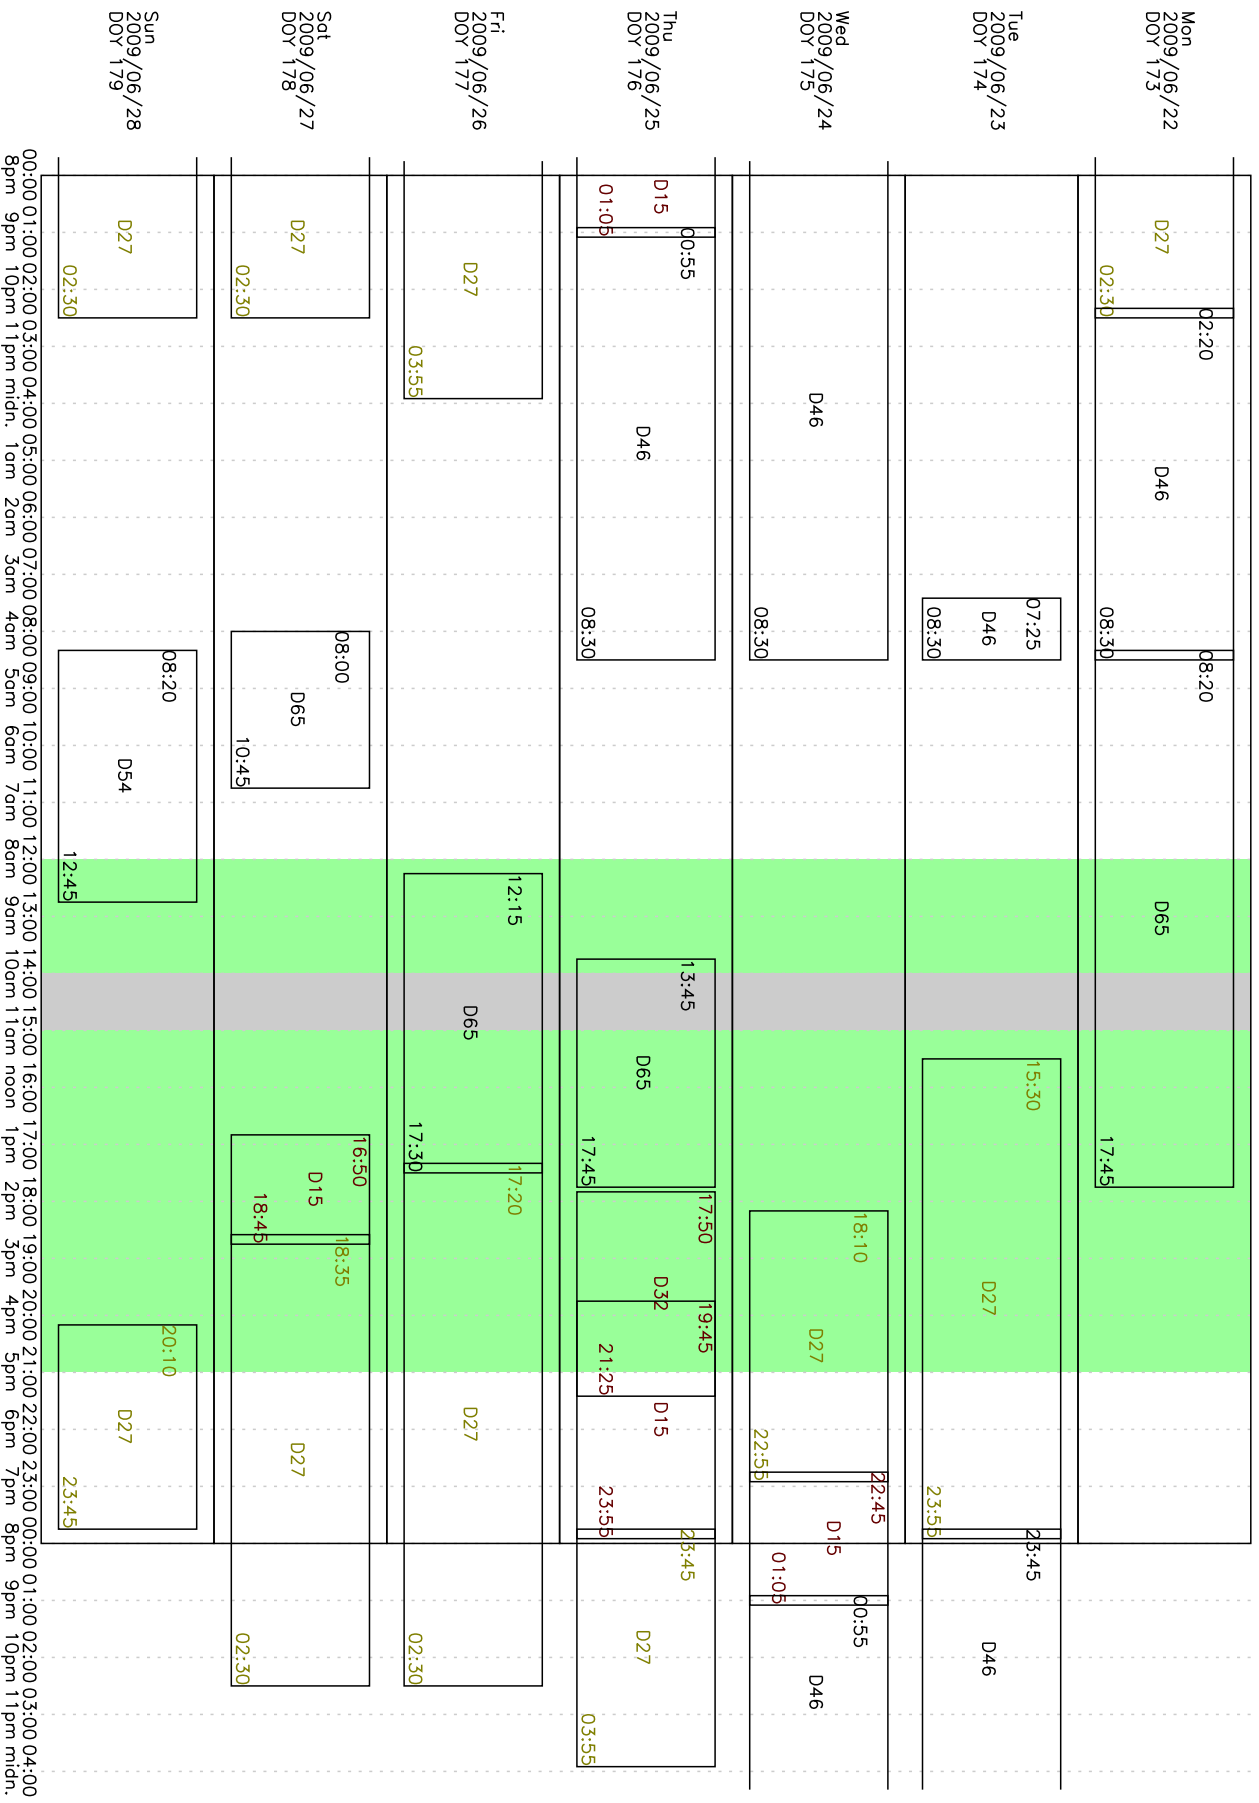 Mon
2009/06/22
DOY 173
D27
02:30
02:20
D46
08:30
08:20
D65
17:45
Tue
2009/06/23
DOY 174
07:25
D46
08:30
15:30
D27
23:55
23:45
D46
Wed
2009/06/24
DOY 175
D46
08:30
18:10
D27
22:55
22:45
D15
01:05
00:55
D46
Thu
2009/06/25
DOY 176
D15
01:05
00:55
D46
08:30
13:45
D65
17:45
17:50
D32
21:25
19:45
D15
23:55
23:45
D27
03:55
Fri
2009/06/26
DOY 177
D27
03:55
12:15
D65
17:30
17:20
D27
02:30
Sat
2009/06/27
DOY 178
D27
02:30
08:00
D65
10:45
16:50
D15
18:45
18:35
D27
02:30
Sun
2009/06/28
DOY 179
D27
02:30
08:20
D54
12:45
20:10
D27
23:45
00:00 01:00 02:00 03:00 04:00 05:00 06:00 07:00 08:00 09:00 10:00 11:00 12:00 13:00 14:00 15:00 16:00 17:00 18:00 19:00 20:00 21:00 22:00 23:00 00:00 01:00 02:00 03:00 04:00
8pm 9pm 10pm 11pm midn. 1am 2am 3am 4am 5am 6am 7am 8am 9am 10am 11am noon 1pm 2pm 3pm 4pm 5pm 6pm 7pm 8pm 9pm 10pm 11pm midn.